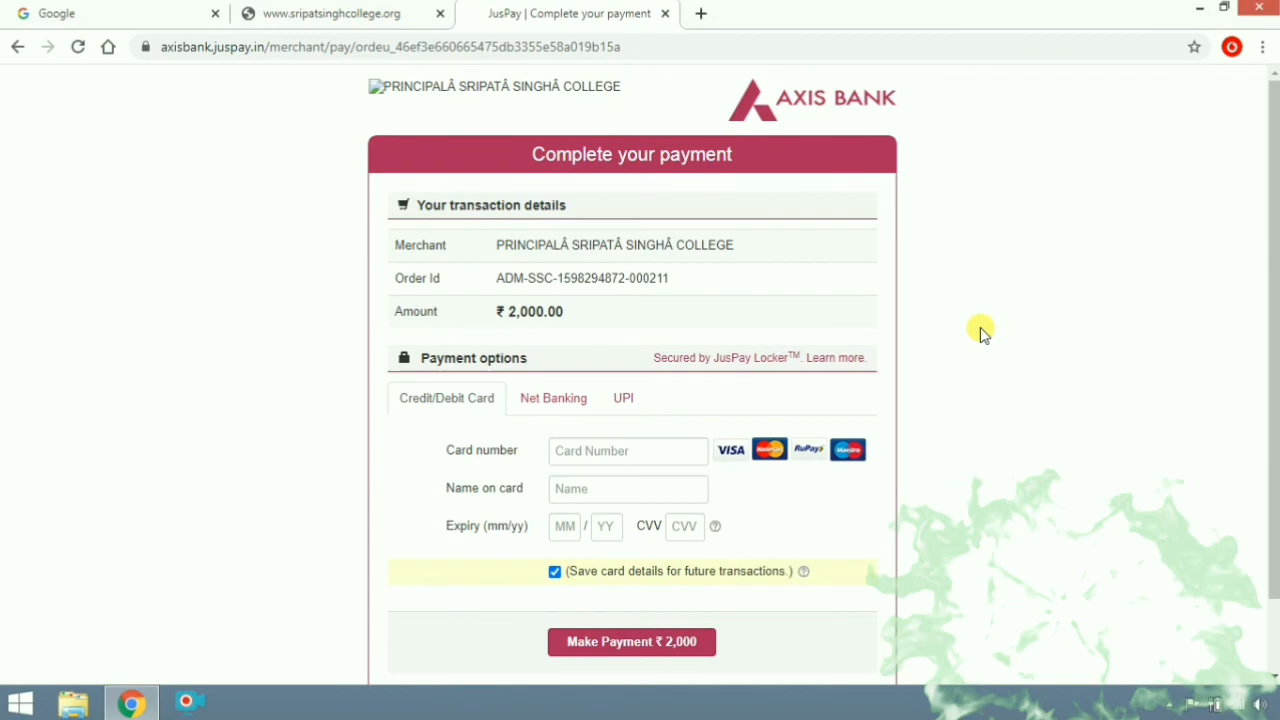 Google
www.sripatsinghcollege.org
JusPay | Complete your payment
axisbank.juspay.in/merchant/pay/ordeu_46ef3e660665475db3355e58a019b15a
PRINCIPALÂ SRIPATÂ SINGHÂ COLLEGE
AXIS BANK
Complete your payment
Your transaction details
Merchant PRINCIPALÂ SRIPATÂ SINGHÂ COLLEGE
Order Id ADM-SSC-1598294872-000211
Amount ₹ 2,000.00
Payment options Secured by JusPay Locker™. Learn more.
Credit/Debit Card Net Banking UPI
Card number Card Number VISA MasterCard RuPay Maestro
Name on card Name
Expiry (mm/yy) MM / YY CVV CVV
(Save card details for future transactions.)
Make Payment ₹ 2,000